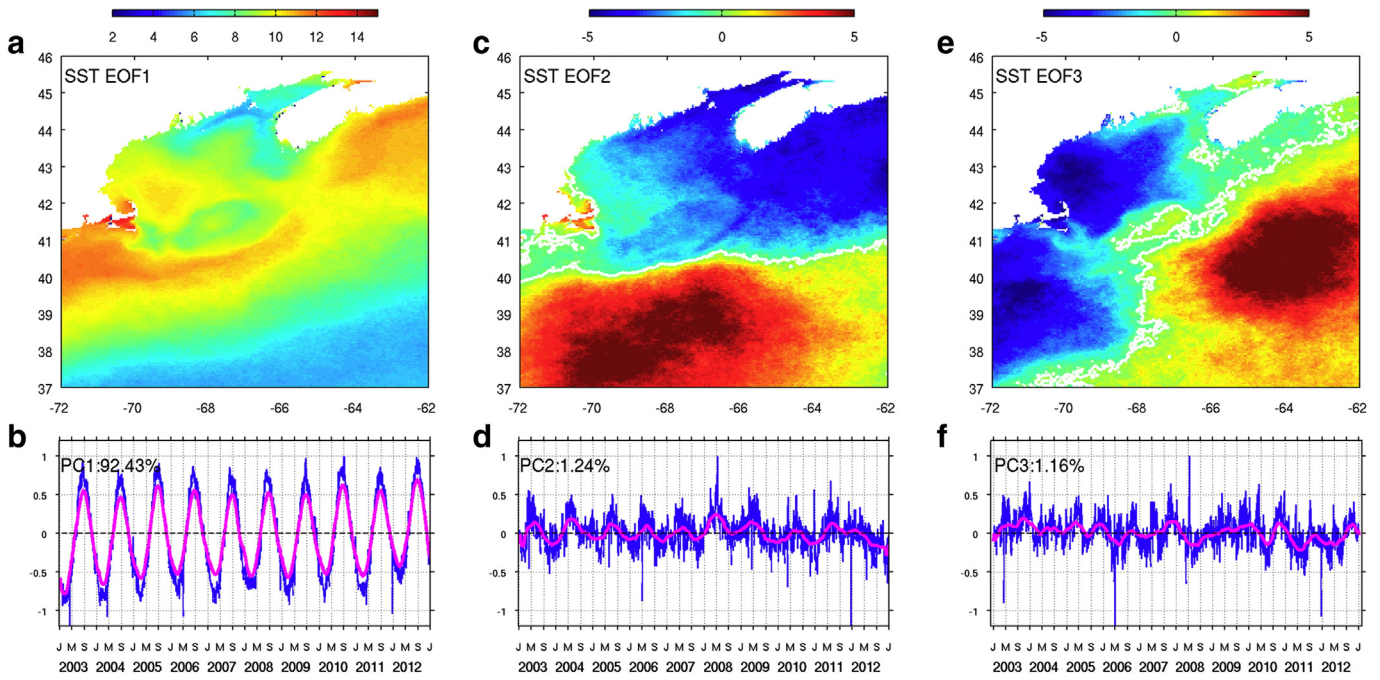 2 4 6 8 10 12 14
-5 0 5
-5 0 5
a
c
e
SST EOF1
SST EOF2
SST EOF3
46
45
44
43
42
41
40
39
38
37
-72 -70 -68 -66 -64 -62
46
45
44
43
42
41
40
39
38
37
-72 -70 -68 -66 -64 -62
46
45
44
43
42
41
40
39
38
37
-72 -70 -68 -66 -64 -62
b
PC1:92.43%
1
0.5
0
-0.5
-1
J M S J M S J M S J M S J M S J M S J M S J M S J M S J M S J
2003 2004 2005 2006 2007 2008 2009 2010 2011 2012
d
PC2:1.24%
1
0.5
0
-0.5
-1
J M S J M S J M S J M S J M S J M S J M S J M S J M S J M S J
2003 2004 2005 2006 2007 2008 2009 2010 2011 2012
f
PC3:1.16%
1
0.5
0
-0.5
-1
J M S J M S J M S J M S J M S J M S J M S J M S J M S J M S J
2003 2004 2005 2006 2007 2008 2009 2010 2011 2012